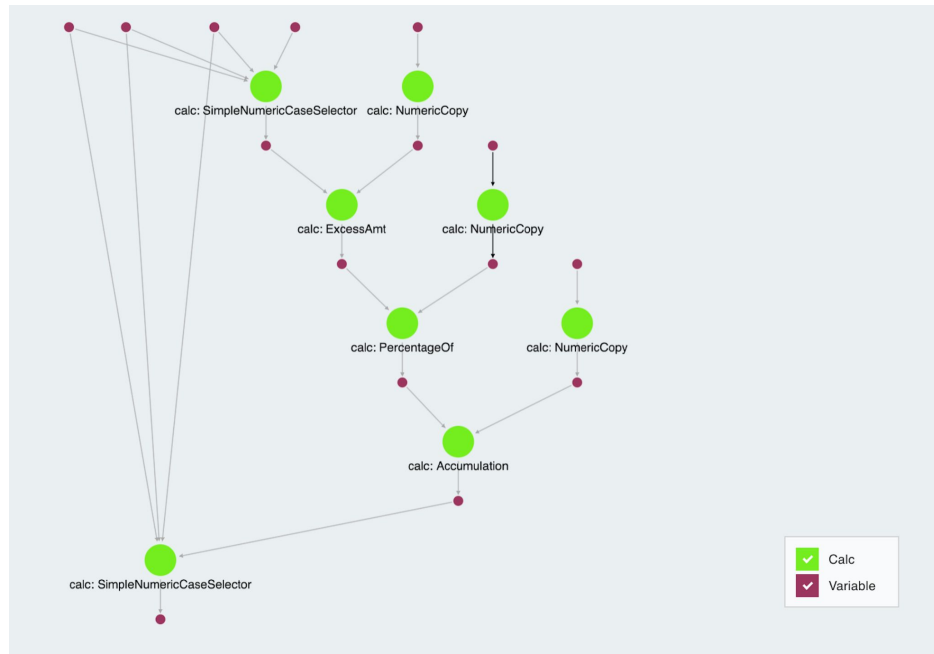 calc: SimpleNumericCaseSelector
calc: NumericCopy
calc: ExcessAmt
calc: NumericCopy
calc: PercentageOf
calc: NumericCopy
calc: Accumulation
calc: SimpleNumericCaseSelector
Calc
Variable